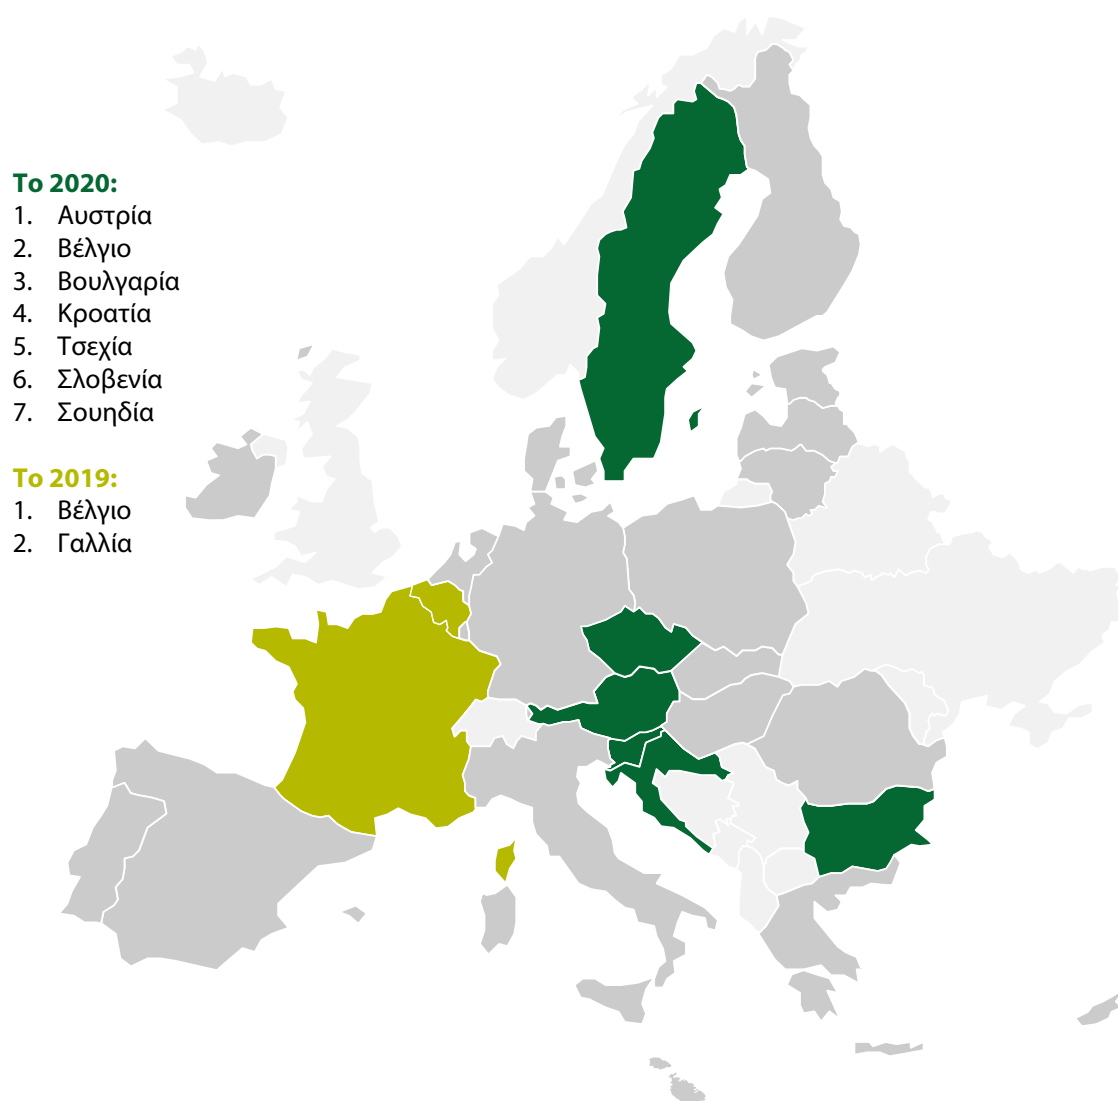 Το 2020:
1. Αυστρία
2. Βέλγιο
3. Βουλγαρία
4. Κροατία
5. Τσεχία
6. Σλοβενία
7. Σουηδία
Το 2019:
1. Βέλγιο
2. Γαλλία